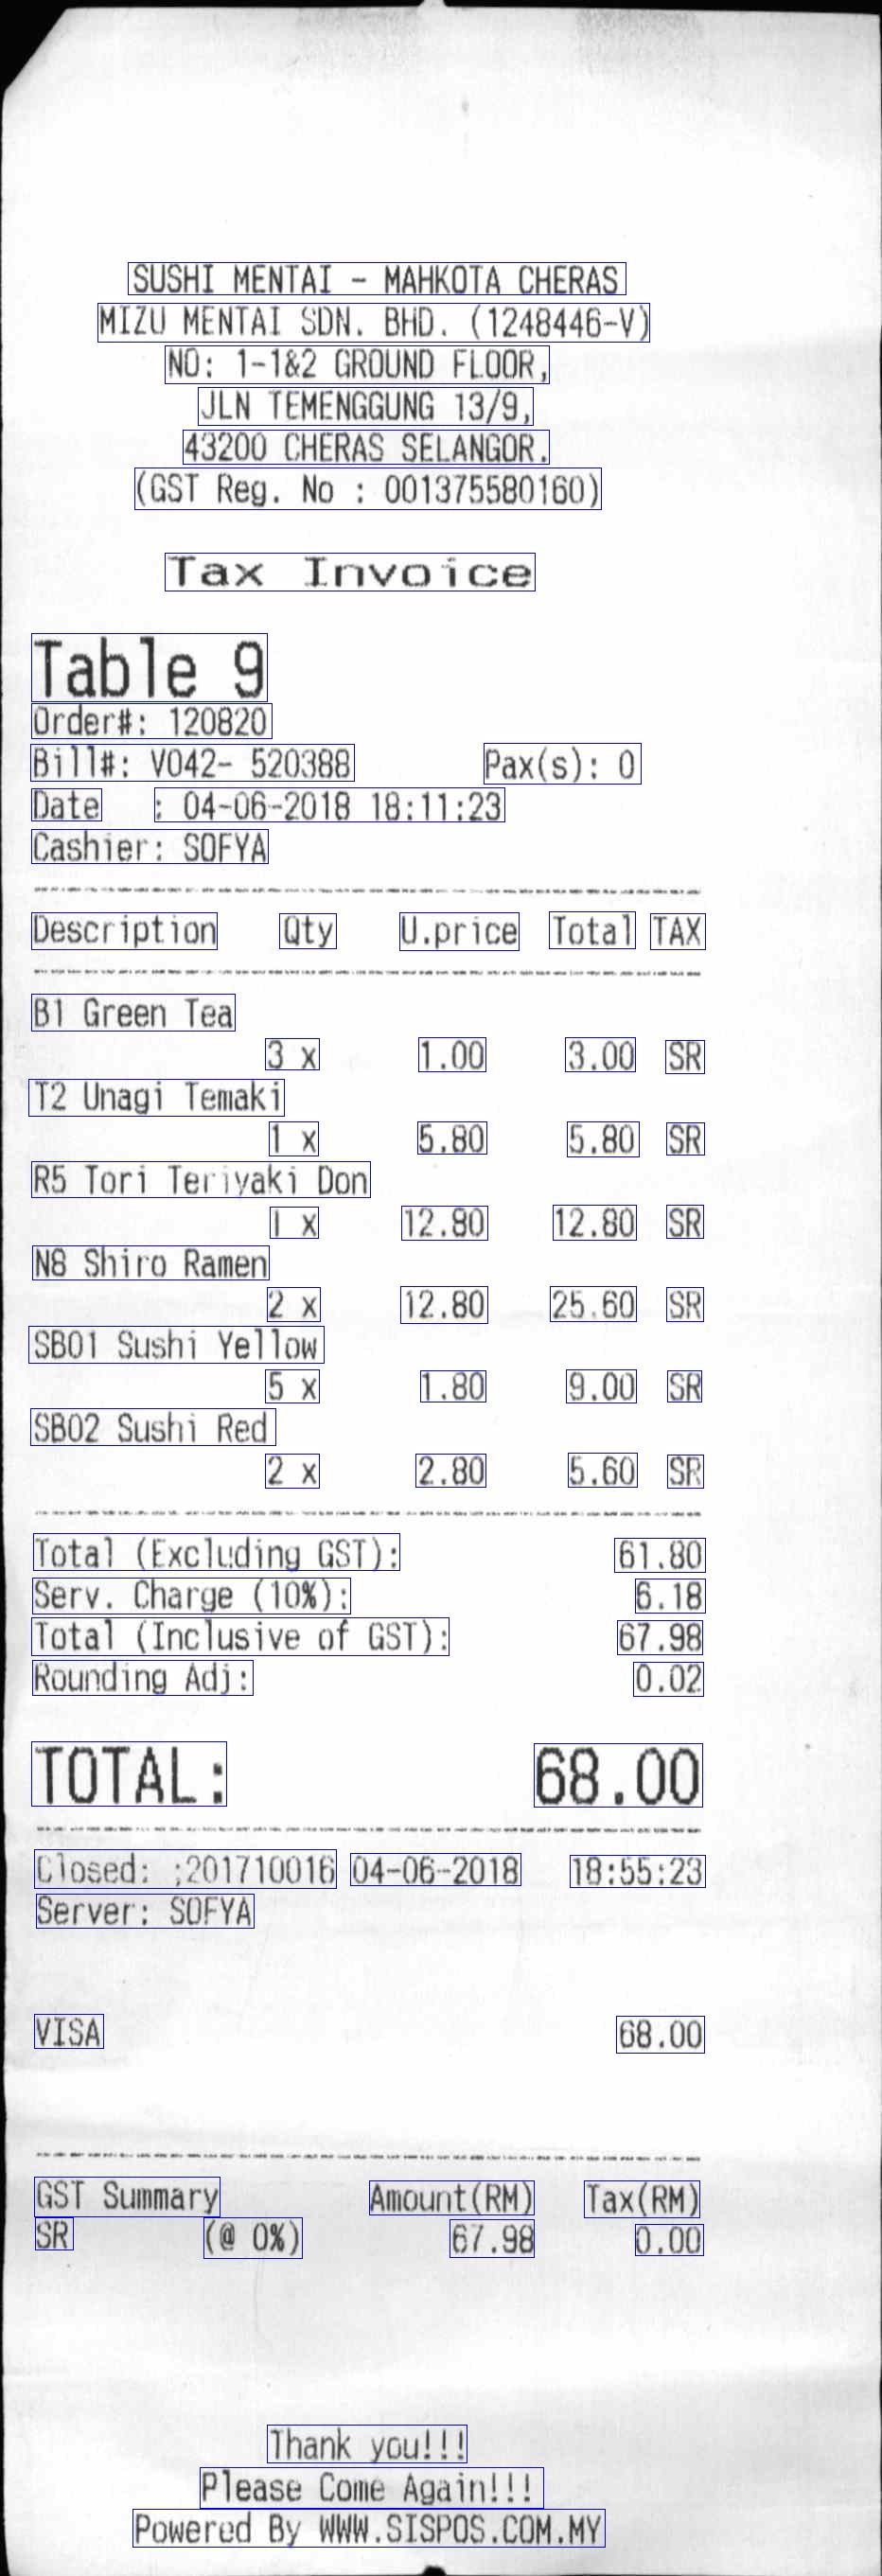 SUSHI MENTAI - MAHKOTA CHERAS
MIZU MENTAI SDN. BHD. (1248446-V)
NO: 1-1&2 GROUND FLOOR,
JLN TEMENGGUNG 13/9,
43200 CHERAS SELANGOR.
(GST Reg. No : 001375580160)
Tax Invoice
Table 9
Order#: 120820
Bill#: V042- 520388 Pax(s): 0
Date : 04-06-2018 18:11:23
Cashier: SOFYA
Description Qty U.price Total TAX
B1 Green Tea
3 x 1.00 3.00 SR
T2 Unagi Temaki
1 x 5.80 5.80 SR
R5 Tori Teriyaki Don
1 x 12.80 12.80 SR
N8 Shiro Ramen
2 x 12.80 25.60 SR
SB01 Sushi Yellow
5 x 1.80 9.00 SR
SB02 Sushi Red
2 x 2.80 5.60 SR
Total (Excluding GST): 61.80
Serv. Charge (10%): 6.18
Total (Inclusive of GST): 67.98
Rounding Adj: 0.02
TOTAL: 68.00
Closed: ;201710016 04-06-2018 18:55:23
Server: SOFYA
VISA 68.00
GST Summary Amount(RM) Tax(RM)
SR (@ 0%) 67.98 0.00
Thank you!!!
Please Come Again!!!
Powered By WWW.SISPOS.COM.MY